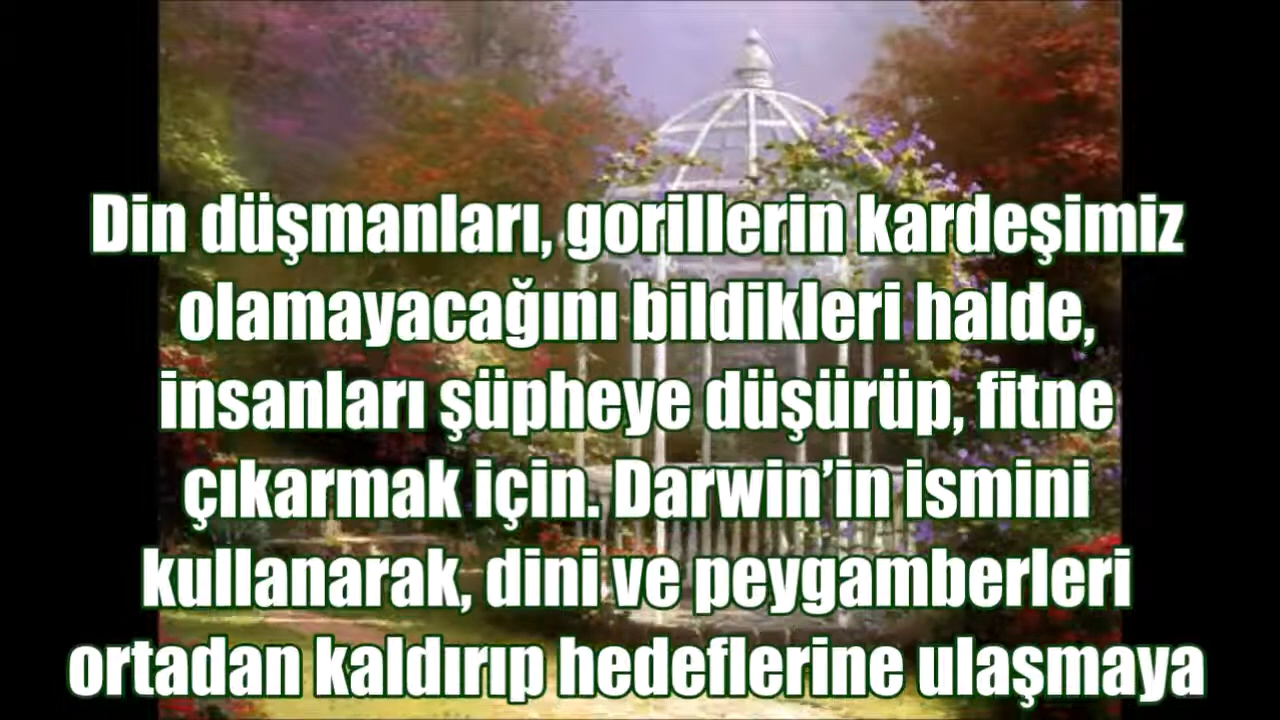 Din düşmanları, gorillerin kardeşimiz
olamayacağını bildikleri halde,
insanları şüpheye düşürüp, fitne
çıkarmak için. Darwin’in ismini
kullanarak, dini ve peygamberleri
ortadan kaldırıp hedeflerine ulaşmaya